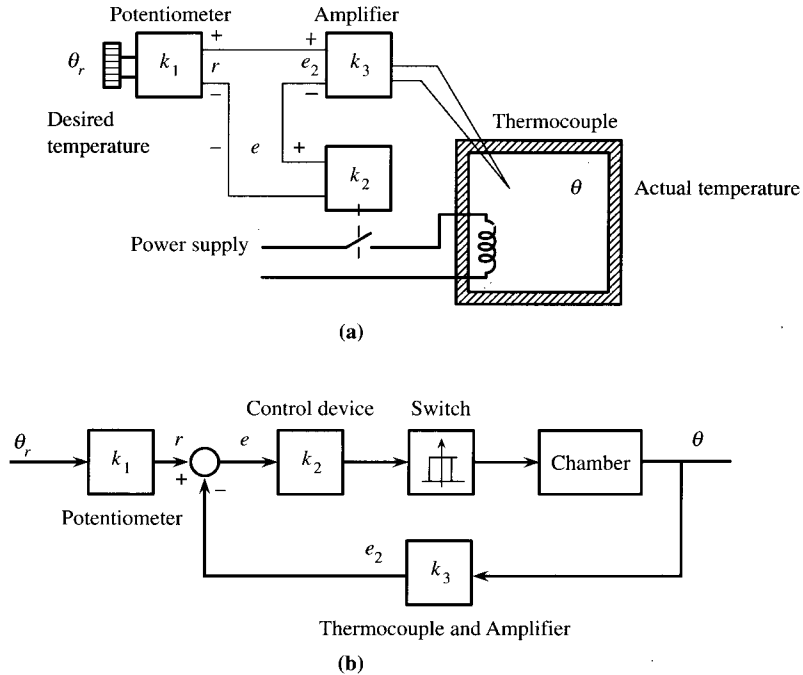 Potentiometer
Amplifier
θr
k1
+
r
−
+
e2
−
k3
Desired
temperature
−
e
+
k2
Thermocouple
θ
Actual temperature
Power supply
(a)
Control device
Switch
θr
k1
r
+
−
e
k2
Chamber
θ
Potentiometer
e2
k3
Thermocouple and Amplifier
(b)